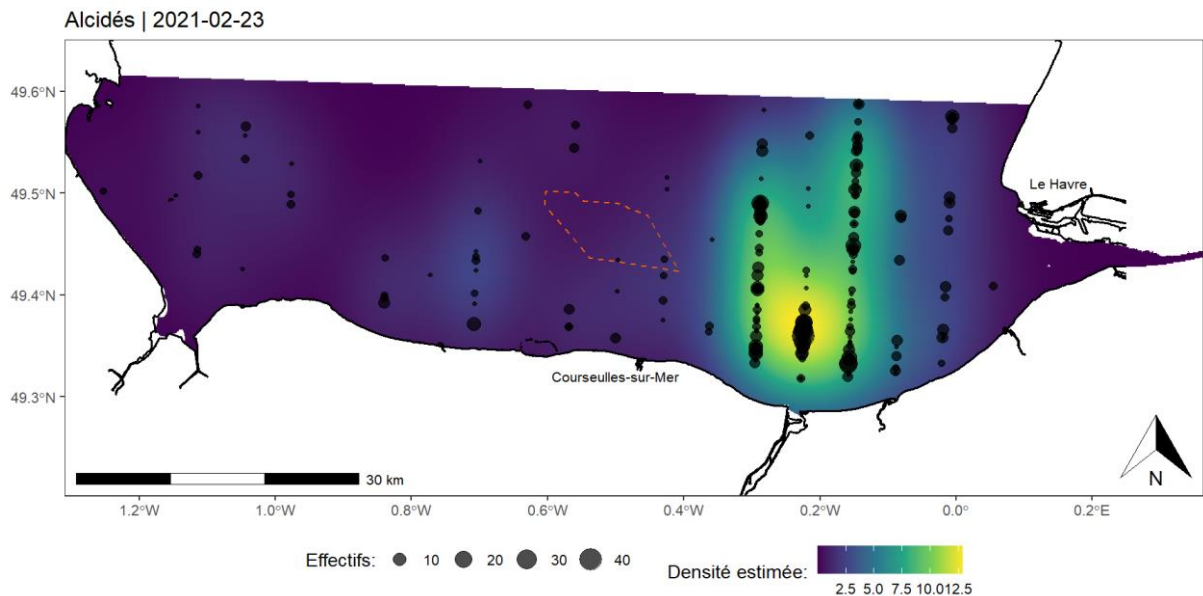 Alcidés | 2021-02-23
49.6°N
49.5°N
49.4°N
49.3°N
Le Havre
Courseulles-sur-Mer
30 km
N
1.2°W 1.0°W 0.8°W 0.6°W 0.4°W 0.2°W 0.0° 0.2°E
Effectifs: 10 20 30 40
Densité estimée:
2.5 5.0 7.5 10.0 12.5